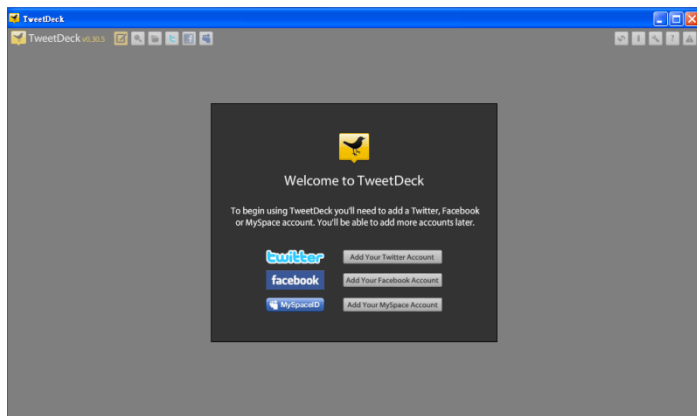 TweetDeck
TweetDeck v0.30.5
Welcome to TweetDeck
To begin using TweetDeck you'll need to add a Twitter, Facebook
or MySpace account. You'll be able to add more accounts later.
twitter Add Your Twitter Account
facebook Add Your Facebook Account
MySpaceID Add Your MySpace Account